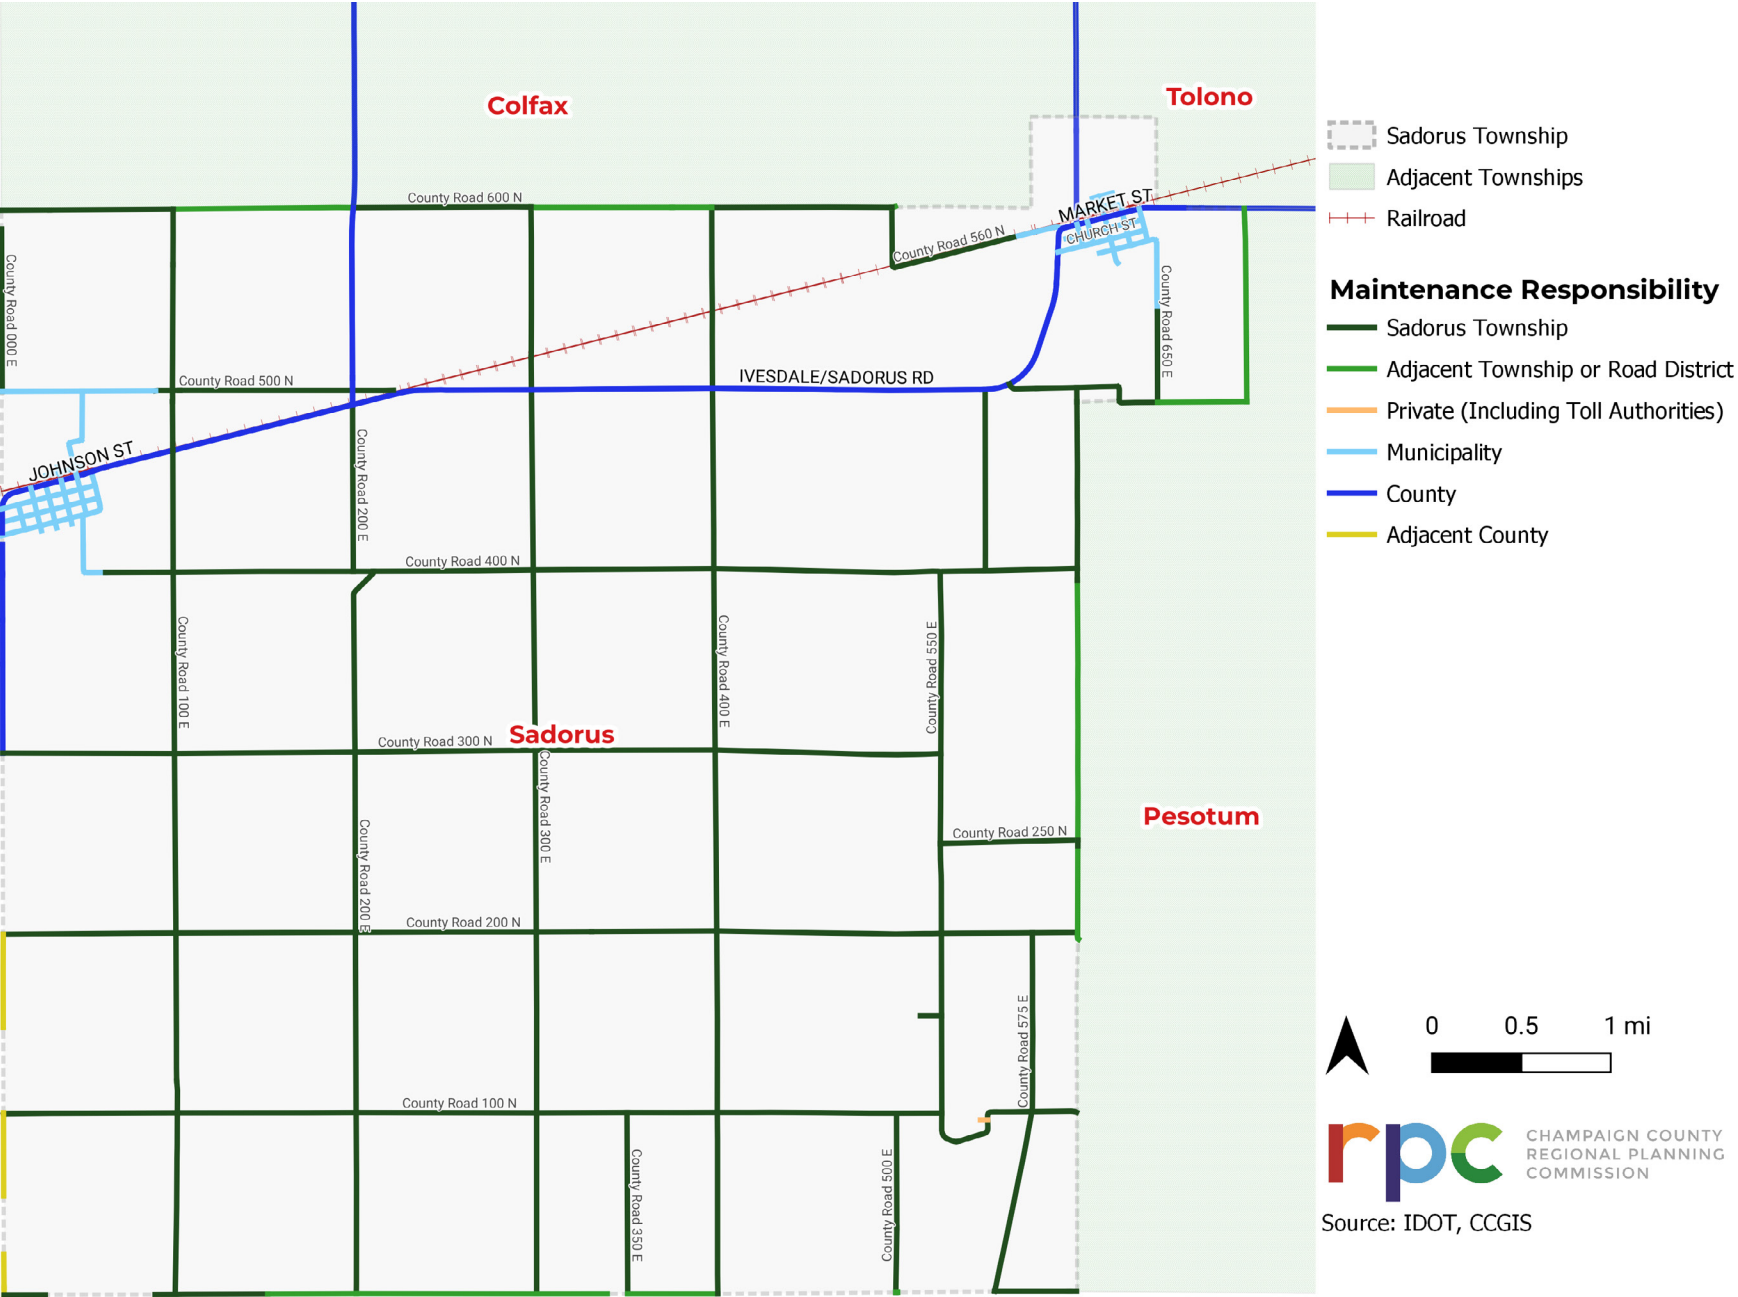 Colfax
Tolono
County Road 600 N
MARKET ST
CHURCH ST
County Road 560 N
County Road 000 E
County Road 650 E
County Road 500 N
IVESDALE/SADORUS RD
JOHNSON ST
County Road 200 E
County Road 400 N
County Road 100 E
County Road 400 E
County Road 550 E
County Road 300 N
Sadorus
County Road 300 E
Pesotum
County Road 250 N
County Road 200 E
County Road 200 N
County Road 575 E
County Road 100 N
County Road 350 E
County Road 500 E
Sadorus Township
Adjacent Townships
Railroad
Maintenance Responsibility
Sadorus Township
Adjacent Township or Road District
Private (Including Toll Authorities)
Municipality
County
Adjacent County
0 0.5 1 mi
rpc
CHAMPAIGN COUNTY
REGIONAL PLANNING
COMMISSION
Source: IDOT, CCGIS